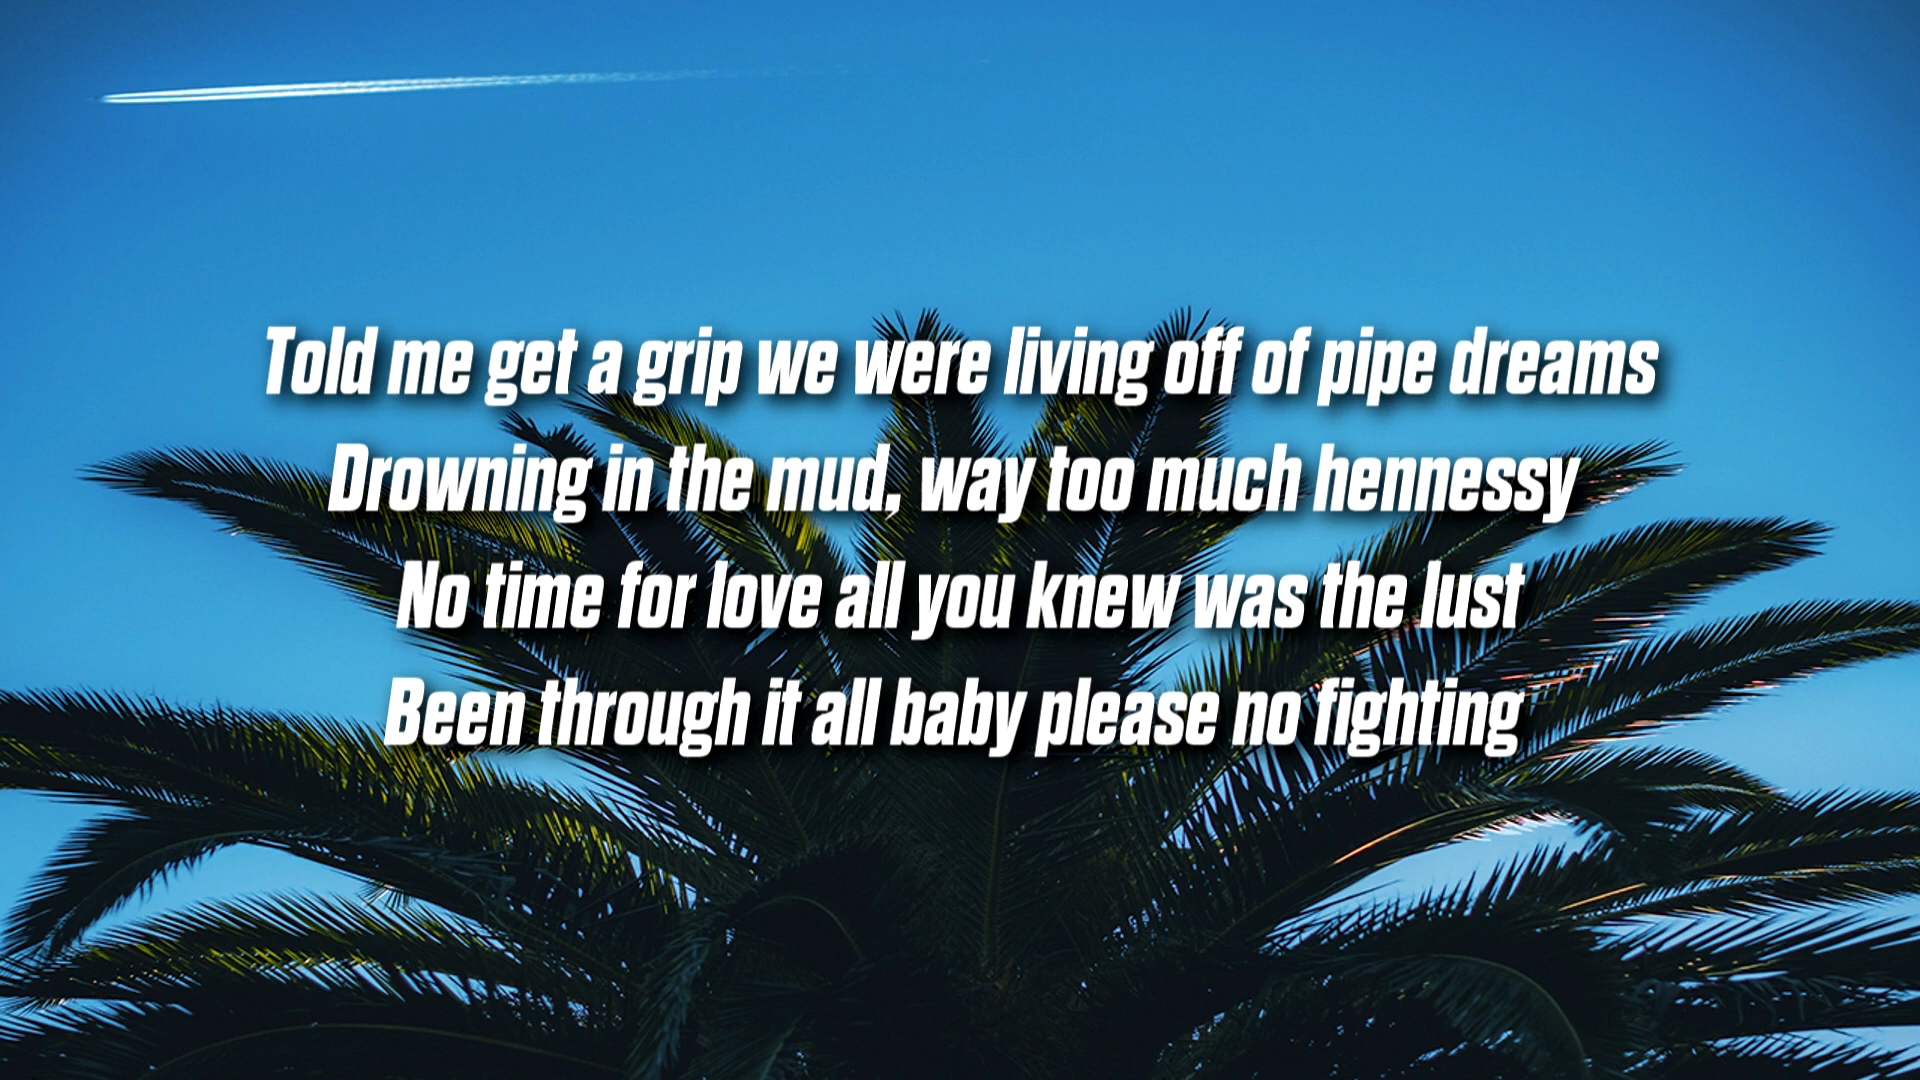 Told me get a grip we were living off of pipe dreams
Drowning in the mud, way too much hennessy
No time for love all you knew was the lust
Been through it all baby please no fighting